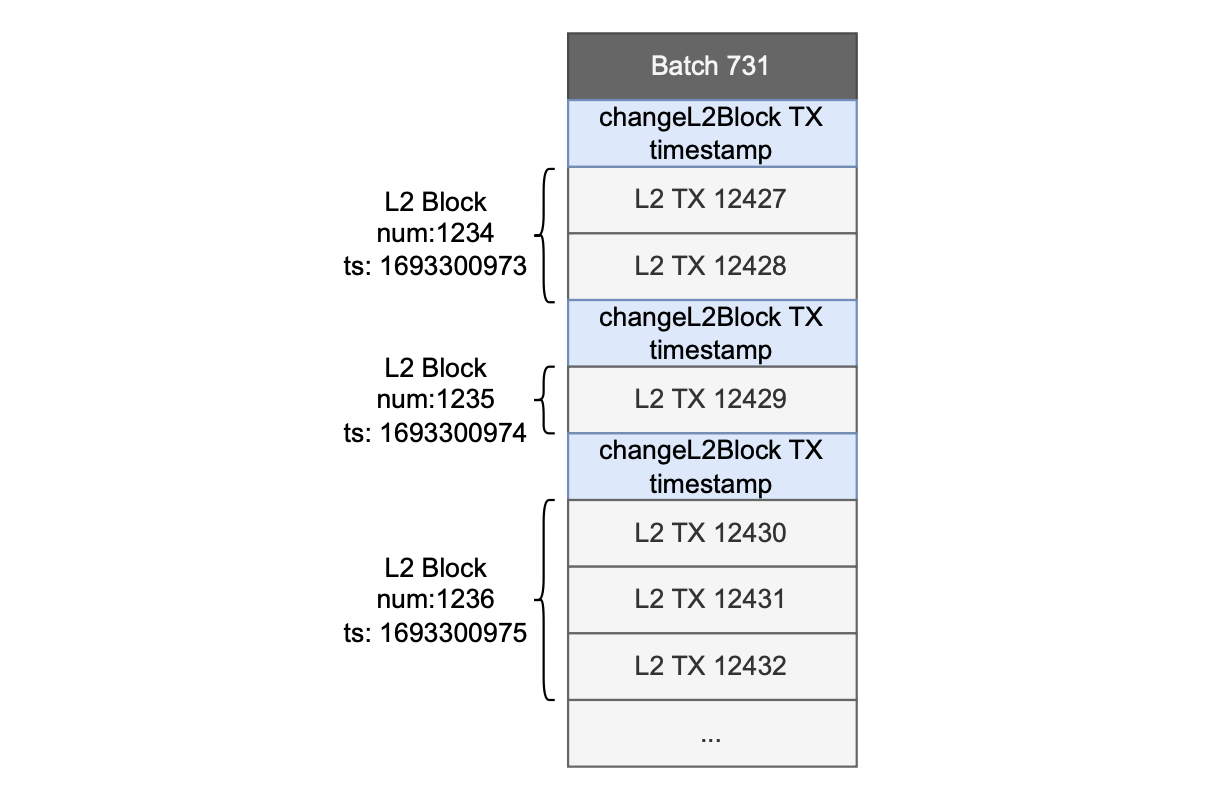 Batch 731
changeL2Block TX
timestamp
L2 Block
num:1234
ts: 1693300973
L2 TX 12427
L2 TX 12428
changeL2Block TX
timestamp
L2 Block
num:1235
ts: 1693300974
L2 TX 12429
changeL2Block TX
timestamp
L2 Block
num:1236
ts: 1693300975
L2 TX 12430
L2 TX 12431
L2 TX 12432
...